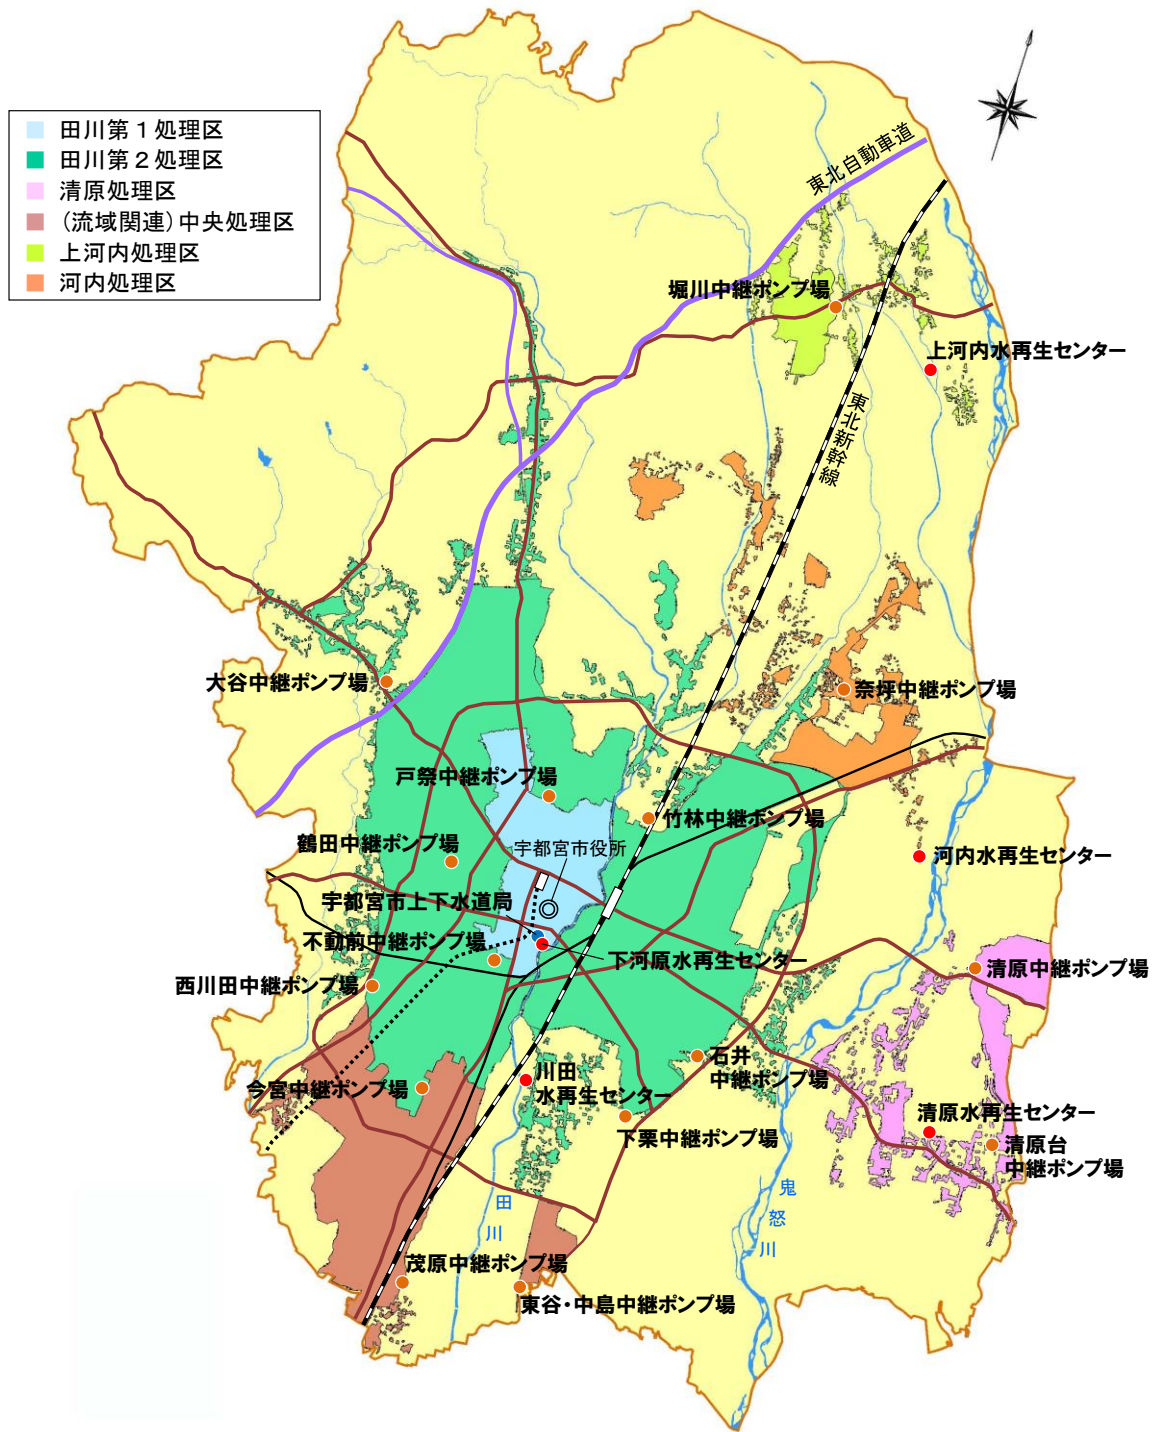 田川第１処理区
田川第２処理区
清原処理区
（流域関連）中央処理区
上河内処理区
河内処理区
東北自動車道
堀川中継ポンプ場
上河内水再生センター
東北新幹線
大谷中継ポンプ場
奈坪中継ポンプ場
戸祭中継ポンプ場
竹林中継ポンプ場
鶴田中継ポンプ場
宇都宮市役所
河内水再生センター
宇都宮市上下水道局
不動前中継ポンプ場
下河原水再生センター
清原中継ポンプ場
西川田中継ポンプ場
石井
中継ポンプ場
川田
水再生センター
今宮中継ポンプ場
下栗中継ポンプ場
清原水再生センター
清原台
中継ポンプ場
田川
鬼怒川
茂原中継ポンプ場
東谷・中島中継ポンプ場